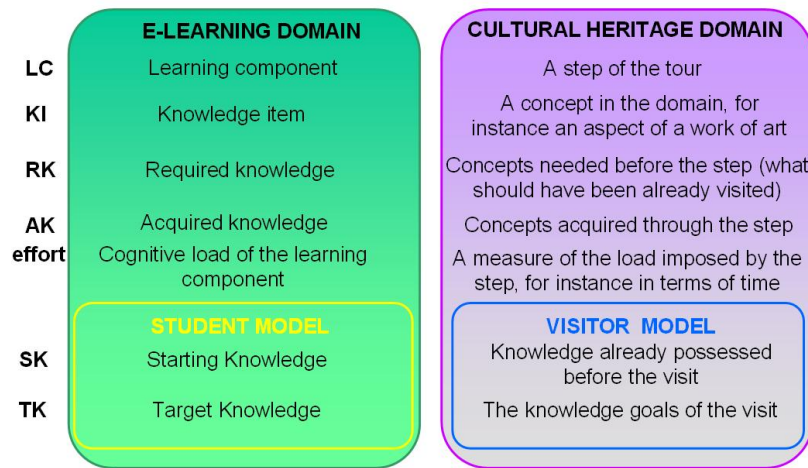 E-LEARNING DOMAIN CULTURAL HERITAGE DOMAIN
LC Learning component A step of the tour
KI Knowledge item A concept in the domain, for
instance an aspect of a work of art
RK Required knowledge Concepts needed before the step (what
should have been already visited)
AK Acquired knowledge Concepts acquired through the step
effort Cognitive load of the learning A measure of the load imposed by the
component step, for instance in terms of time
STUDENT MODEL VISITOR MODEL
SK Starting Knowledge Knowledge already possessed
before the visit
TK Target Knowledge The knowledge goals of the visit